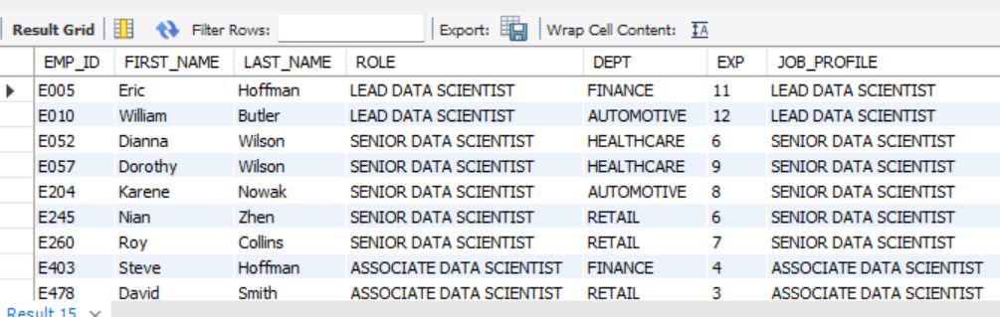 Result Grid Filter Rows: Export: Wrap Cell Content: IA
EMP_ID FIRST_NAME LAST_NAME ROLE DEPT EXP JOB_PROFILE
E005 Eric Hoffman LEAD DATA SCIENTIST FINANCE 11 LEAD DATA SCIENTIST
E010 William Butler LEAD DATA SCIENTIST AUTOMOTIVE 12 LEAD DATA SCIENTIST
E052 Dianna Wilson SENIOR DATA SCIENTIST HEALTHCARE 6 SENIOR DATA SCIENTIST
E057 Dorothy Wilson SENIOR DATA SCIENTIST HEALTHCARE 9 SENIOR DATA SCIENTIST
E204 Karene Nowak SENIOR DATA SCIENTIST AUTOMOTIVE 8 SENIOR DATA SCIENTIST
E245 Nian Zhen SENIOR DATA SCIENTIST RETAIL 6 SENIOR DATA SCIENTIST
E260 Roy Collins SENIOR DATA SCIENTIST RETAIL 7 SENIOR DATA SCIENTIST
E403 Steve Hoffman ASSOCIATE DATA SCIENTIST FINANCE 4 ASSOCIATE DATA SCIENTIST
E478 David Smith ASSOCIATE DATA SCIENTIST RETAIL 3 ASSOCIATE DATA SCIENTIST
Result 15